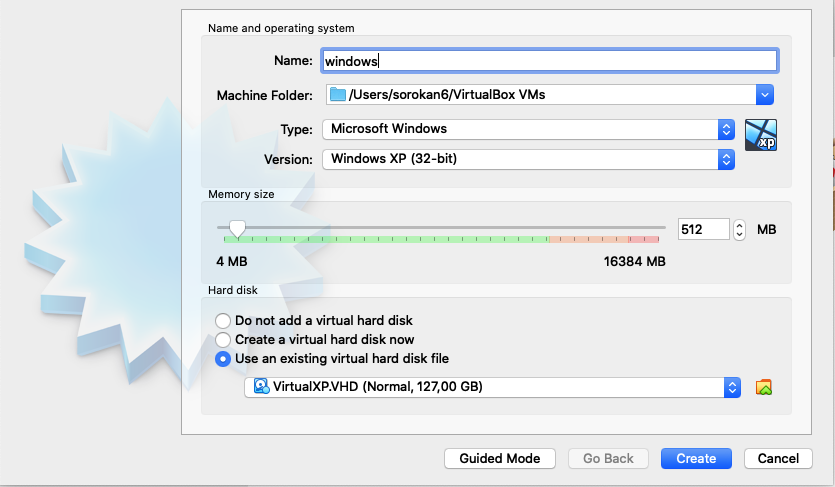 Name and operating system
Name: windows
Machine Folder: /Users/sorokan6/VirtualBox VMs
Type: Microsoft Windows
xp
Version: Windows XP (32-bit)
Memory size
512 MB
4 MB 16384 MB
Hard disk
Do not add a virtual hard disk
Create a virtual hard disk now
Use an existing virtual hard disk file
VirtualXP.VHD (Normal, 127,00 GB)
Guided Mode Go Back Create Cancel